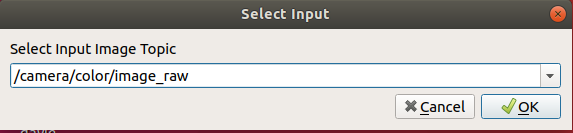 Select Input
Select Input Image Topic
/camera/color/image_raw
Cancel
OK